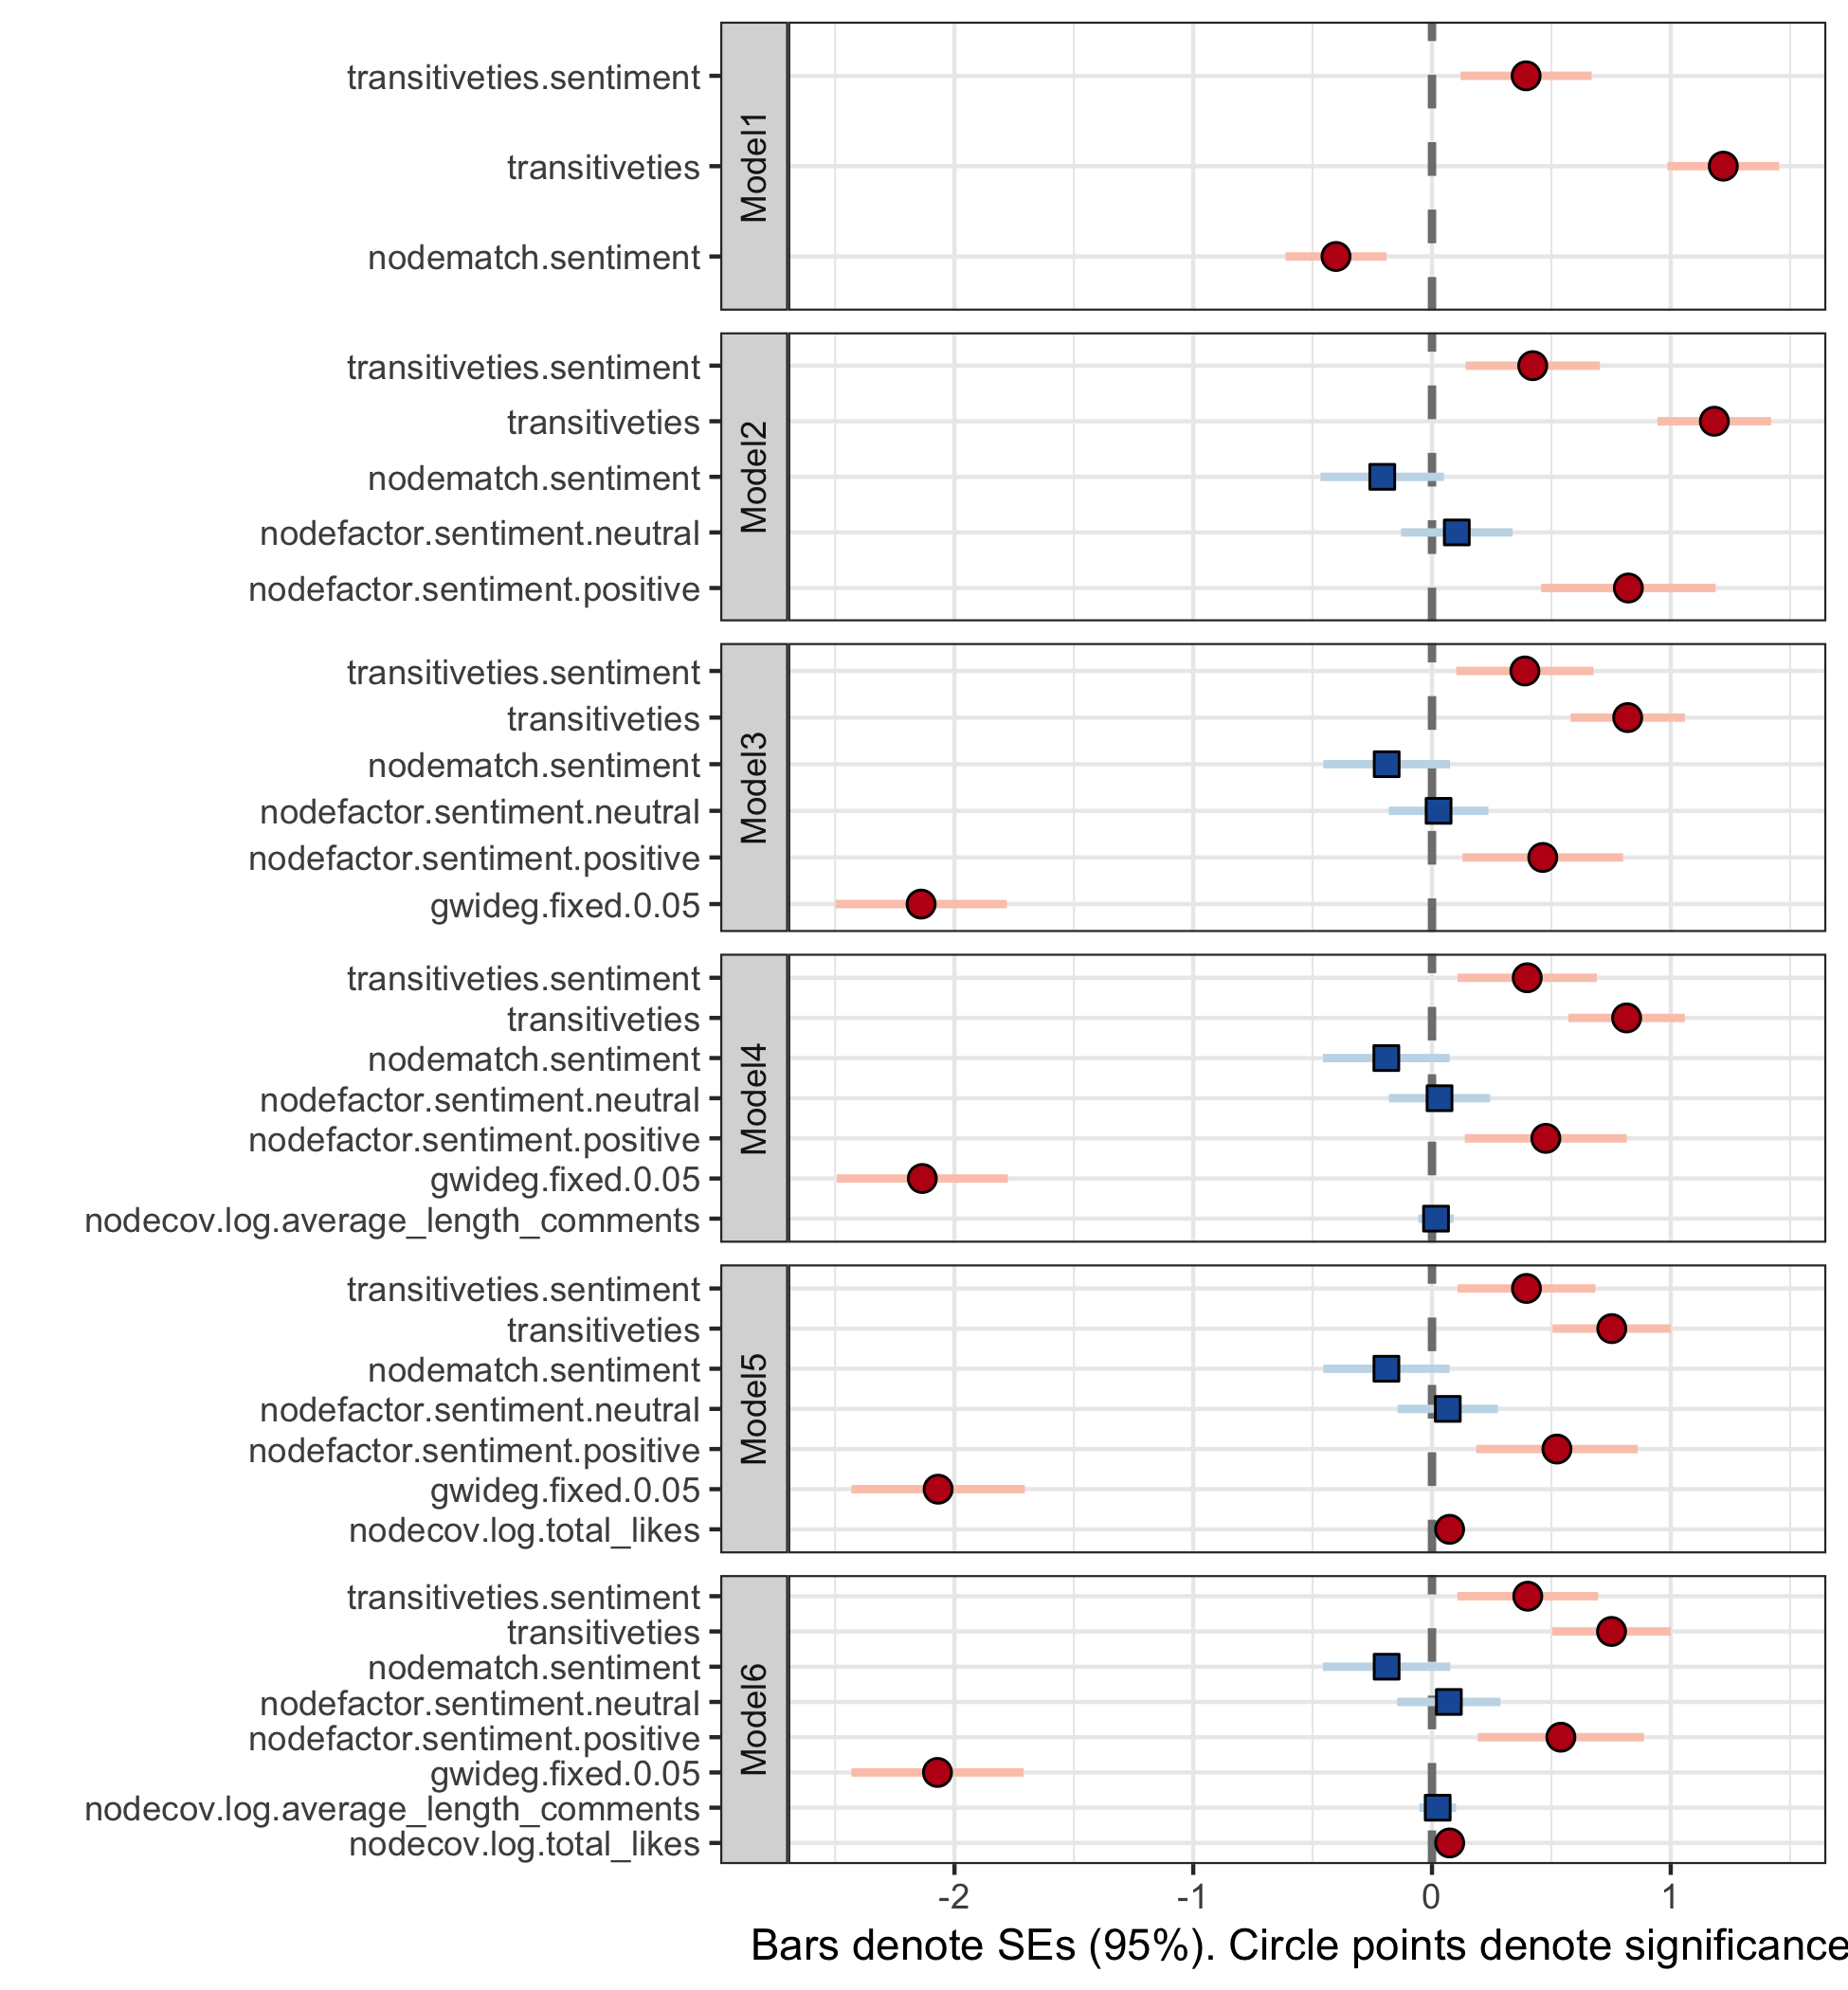 Model1
transitiveties.sentiment
transitiveties
nodematch.sentiment
Model2
transitiveties.sentiment
transitiveties
nodematch.sentiment
nodefactor.sentiment.neutral
nodefactor.sentiment.positive
Model3
transitiveties.sentiment
transitiveties
nodematch.sentiment
nodefactor.sentiment.neutral
nodefactor.sentiment.positive
gwideg.fixed.0.05
Model4
transitiveties.sentiment
transitiveties
nodematch.sentiment
nodefactor.sentiment.neutral
nodefactor.sentiment.positive
gwideg.fixed.0.05
nodecov.log.average_length_comments
Model5
transitiveties.sentiment
transitiveties
nodematch.sentiment
nodefactor.sentiment.neutral
nodefactor.sentiment.positive
gwideg.fixed.0.05
nodecov.log.total_likes
Model6
transitiveties.sentiment
transitiveties
nodematch.sentiment
nodefactor.sentiment.neutral
nodefactor.sentiment.positive
gwideg.fixed.0.05
nodecov.log.average_length_comments
nodecov.log.total_likes
-2 -1 0 1
Bars denote SEs (95%). Circle points denote significance